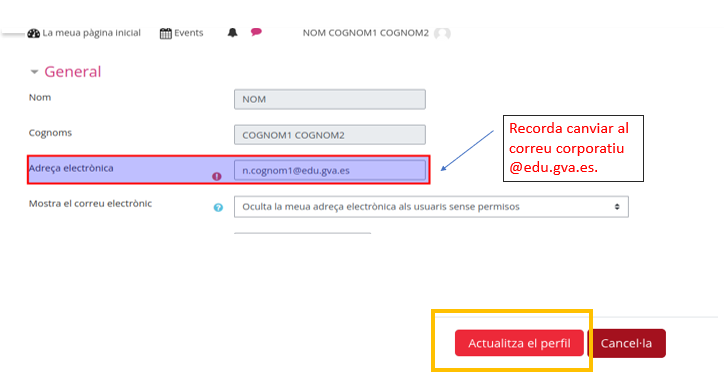 La meua pàgina inicial Events NOM COGNOM1 COGNOM2
General
Nom NOM
Cognoms COGNOM1 COGNOM2
Recorda canviar al
correu corporatiu
@edu.gva.es.
Adreça electrònica n.cognom1@edu.gva.es
Mostra el correu electrònic Oculta la meua adreça electrònica als usuaris sense permisos
Actualitza el perfil Cancel·la